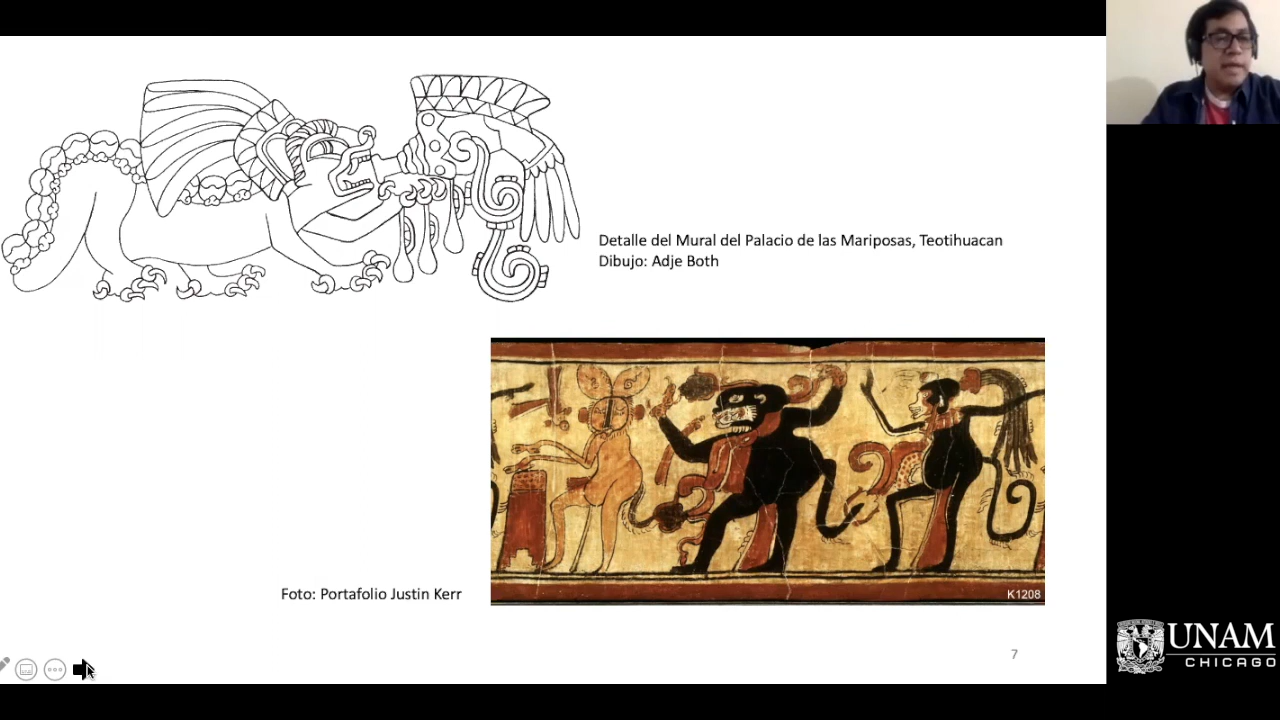 Detalle del Mural del Palacio de las Mariposas, Teotihuacan
Dibujo: Adje Both
Foto: Portafolio Justin Kerr
K1208
7
UNAM
CHICAGO